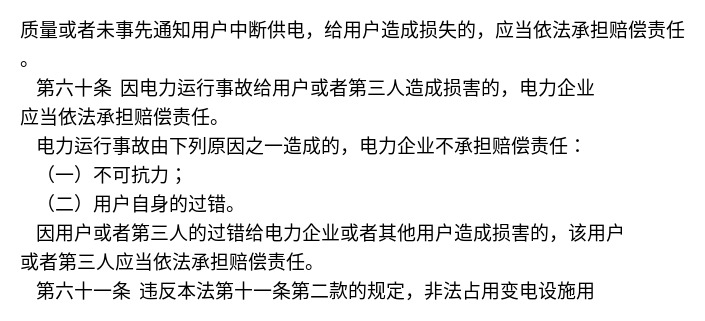 质量或者未事先通知用户中断供电，给用户造成损失的，应当依法承担赔偿责任
。
第六十条 因电力运行事故给用户或者第三人造成损害的，电力企业
应当依法承担赔偿责任。
电力运行事故由下列原因之一造成的，电力企业不承担赔偿责任：
（一）不可抗力；
（二）用户自身的过错。
因用户或者第三人的过错给电力企业或者其他用户造成损害的，该用户
或者第三人应当依法承担赔偿责任。
第六十一条 违反本法第十一条第二款的规定，非法占用变电设施用